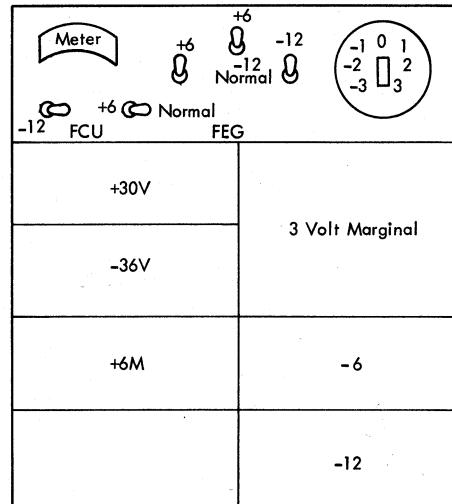 Meter
+6
+6
-12
-12
Normal
-1 0 1
-2 2
-3 3
-12
+6
Normal
FCU
FEG
+30V
3 Volt Marginal
-36V
+6M
-6
-12